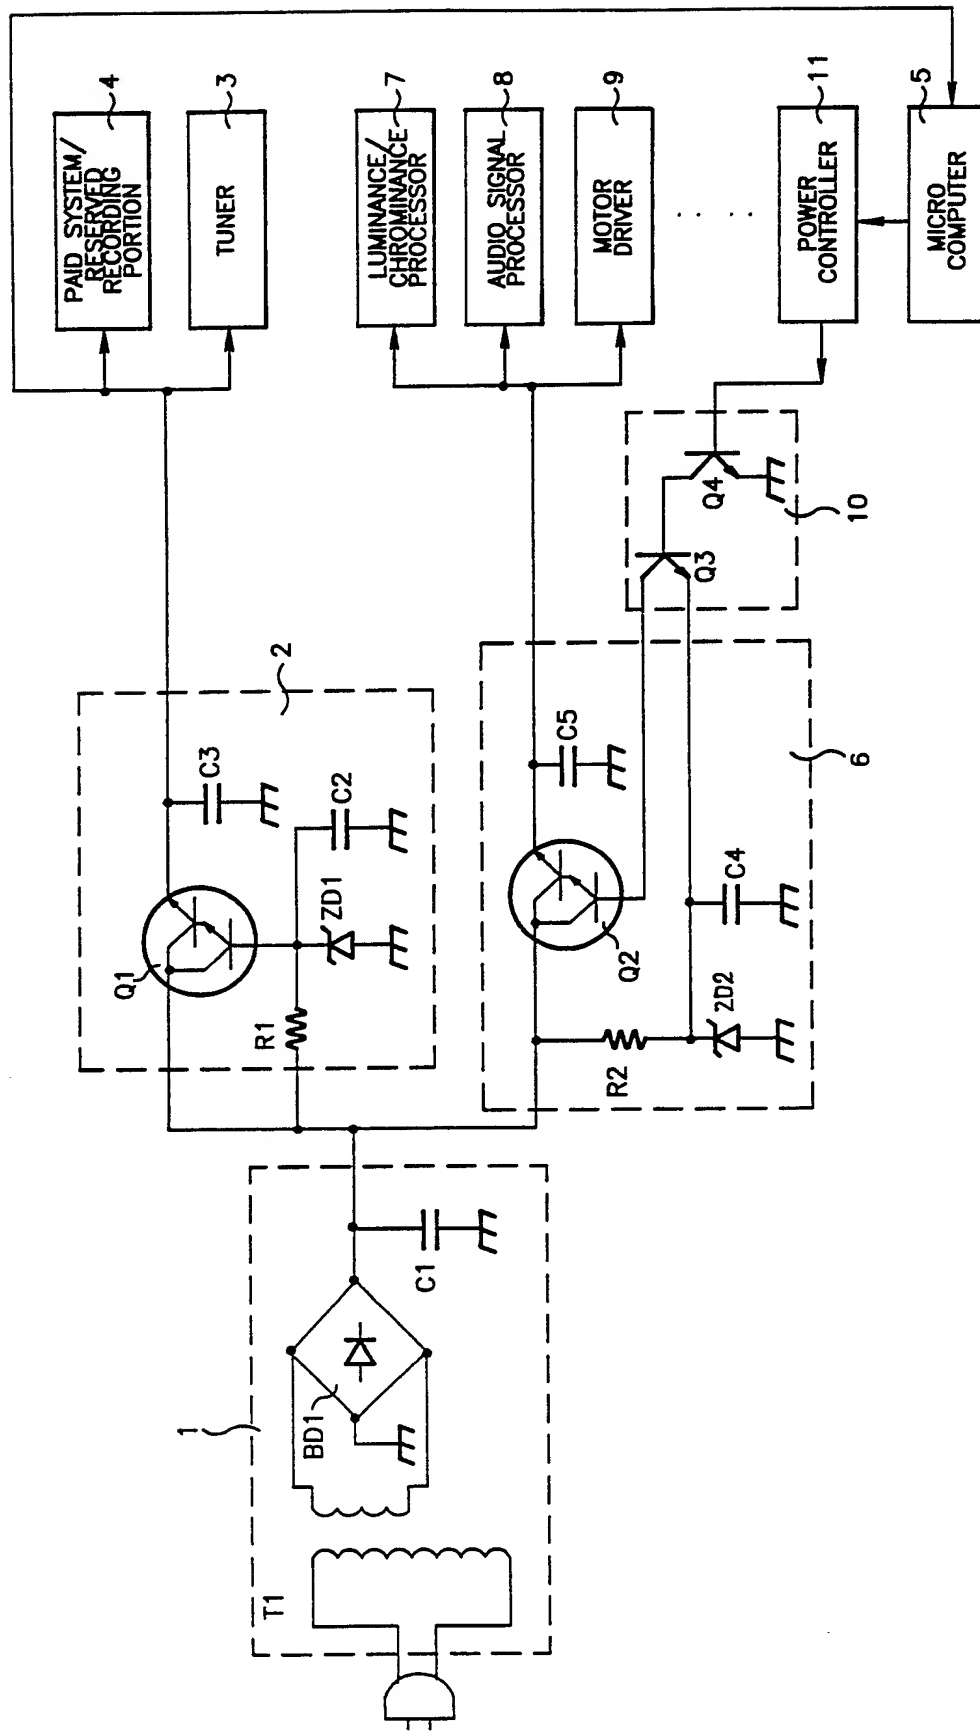 PAID SYSTEM/
RESERVED
RECORDING
PORTION
4
TUNER
3
LUMINANCE/
CHROMINANCE
PROCESSOR
7
AUDIO SIGNAL
PROCESSOR
8
MOTOR
DRIVER
9
POWER
CONTROLLER
11
MICRO
COMPUTER
5
2
Q1
C3
C2
ZD1
R1
Q2
C5
C4
ZD2
R2
6
Q3
Q4
10
1
T1
BD1
C1